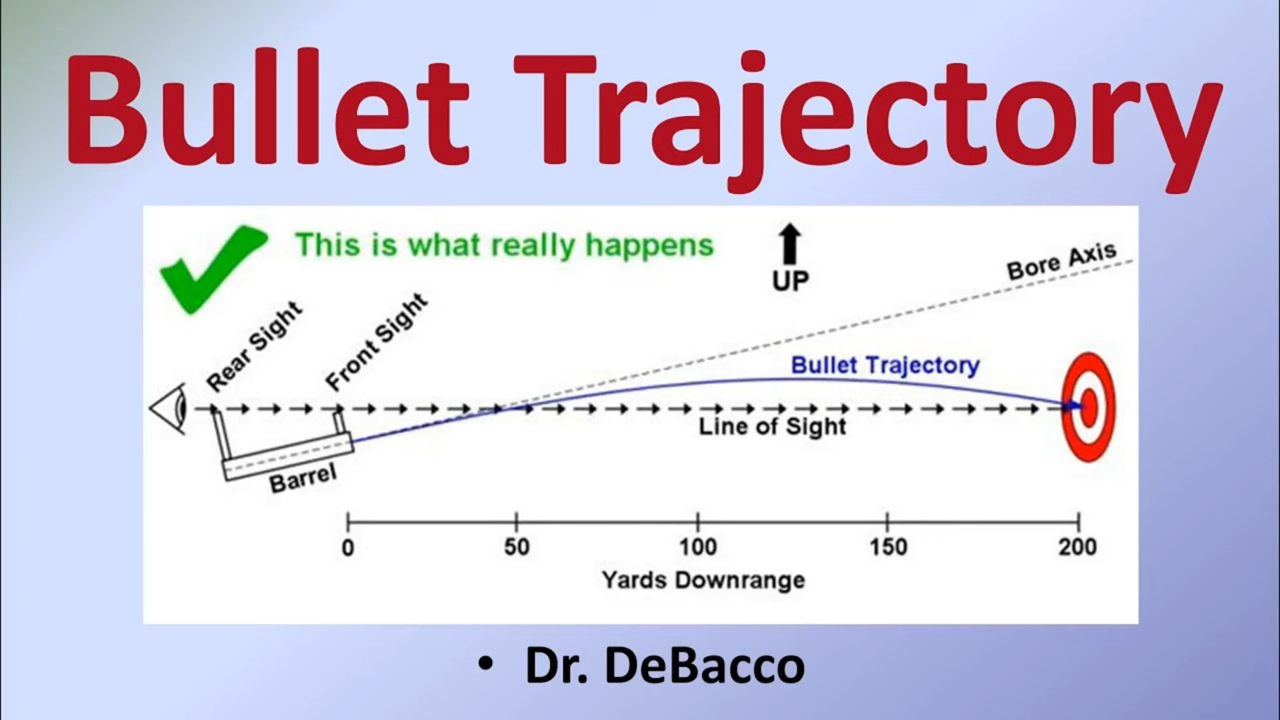 Bullet Trajectory
This is what really happens
UP
Bore Axis
Rear Sight
Front Sight
Bullet Trajectory
Line of Sight
Barrel
0 50 100 150 200
Yards Downrange
• Dr. DeBacco